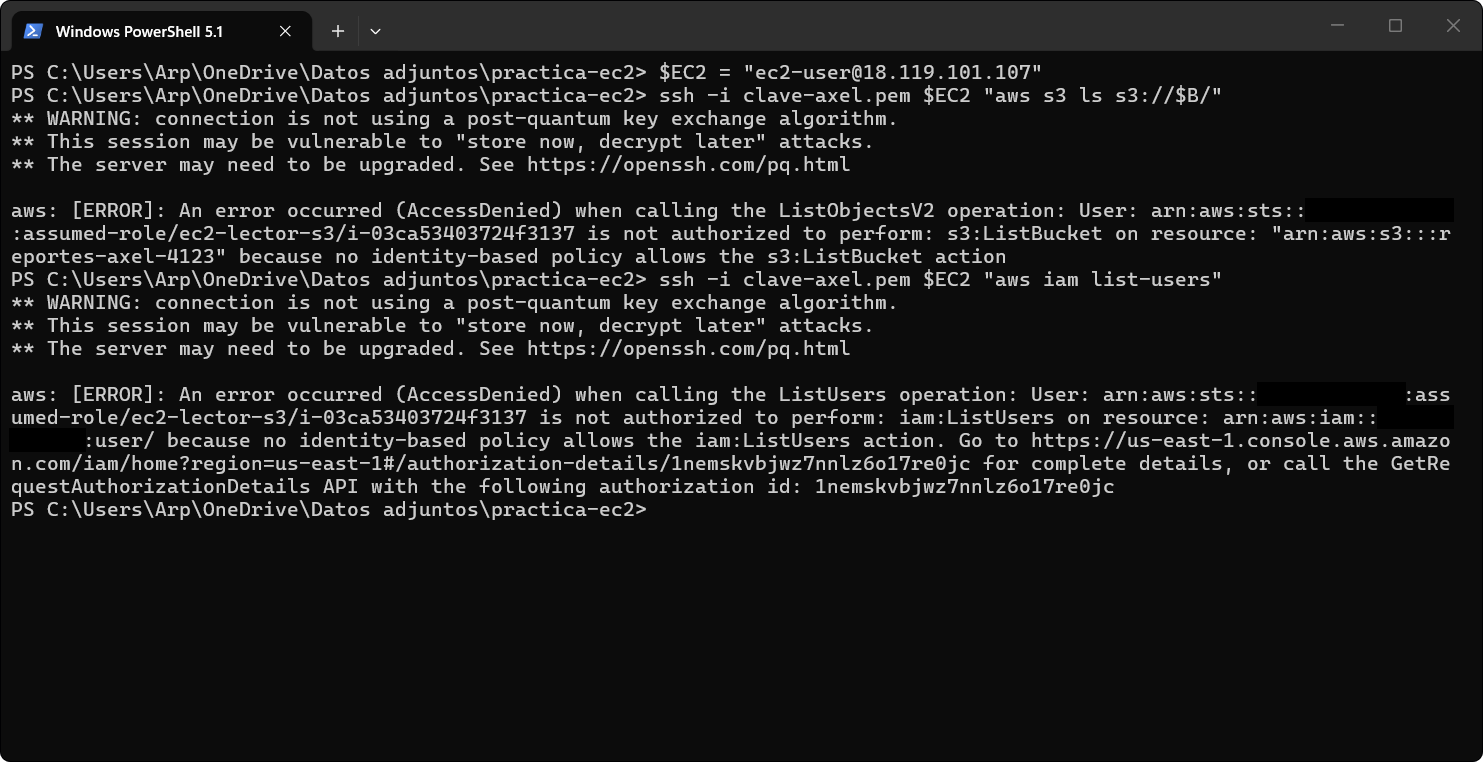 Windows PowerShell 5.1
PS C:\Users\Arp\OneDrive\Datos adjuntos\practica-ec2> $EC2 = "ec2-user@18.119.101.107"
PS C:\Users\Arp\OneDrive\Datos adjuntos\practica-ec2> ssh -i clave-axel.pem $EC2 "aws s3 ls s3://$B/"
** WARNING: connection is not using a post-quantum key exchange algorithm.
** This session may be vulnerable to "store now, decrypt later" attacks.
** The server may need to be upgraded. See https://openssh.com/pq.html
aws: [ERROR]: An error occurred (AccessDenied) when calling the ListObjectsV2 operation: User: arn:aws:sts::
:assumed-role/ec2-lector-s3/i-03ca53403724f3137 is not authorized to perform: s3:ListBucket on resource: "arn:aws:s3:::r
eportes-axel-4123" because no identity-based policy allows the s3:ListBucket action
PS C:\Users\Arp\OneDrive\Datos adjuntos\practica-ec2> ssh -i clave-axel.pem $EC2 "aws iam list-users"
** WARNING: connection is not using a post-quantum key exchange algorithm.
** This session may be vulnerable to "store now, decrypt later" attacks.
** The server may need to be upgraded. See https://openssh.com/pq.html
aws: [ERROR]: An error occurred (AccessDenied) when calling the ListUsers operation: User: arn:aws:sts:: :ass
umed-role/ec2-lector-s3/i-03ca53403724f3137 is not authorized to perform: iam:ListUsers on resource: arn:aws:iam::
:user/ because no identity-based policy allows the iam:ListUsers action. Go to https://us-east-1.console.aws.amazo
n.com/iam/home?region=us-east-1#/authorization-details/1nemskvbjwz7nnlz6o17re0jc for complete details, or call the GetRe
questAuthorizationDetails API with the following authorization id: 1nemskvbjwz7nnlz6o17re0jc
PS C:\Users\Arp\OneDrive\Datos adjuntos\practica-ec2>